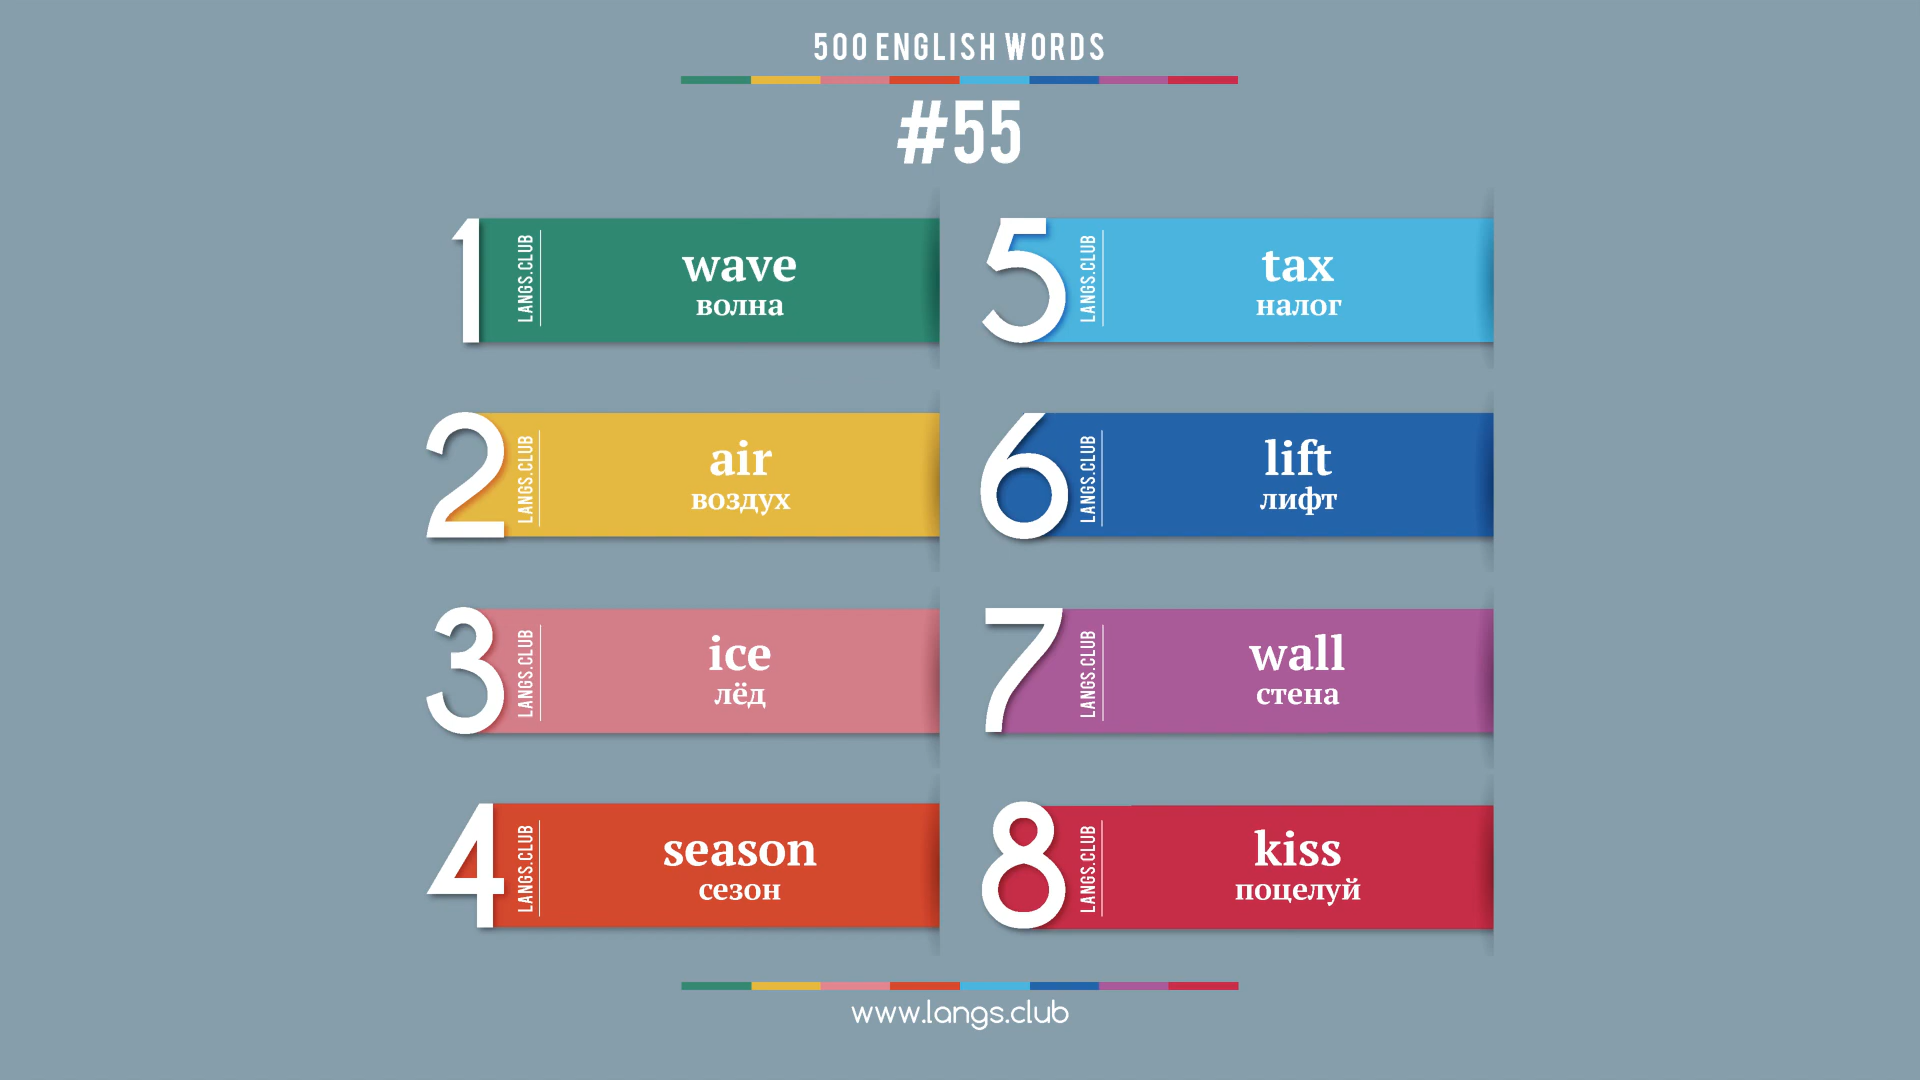 500 ENGLISH WORDS
#55
1
LANGS.CLUB
wave
волна
2
LANGS.CLUB
air
воздух
3
LANGS.CLUB
ice
лёд
4
LANGS.CLUB
season
сезон
5
LANGS.CLUB
tax
налог
6
LANGS.CLUB
lift
лифт
7
LANGS.CLUB
wall
стена
8
LANGS.CLUB
kiss
поцелуй
www.langs.club